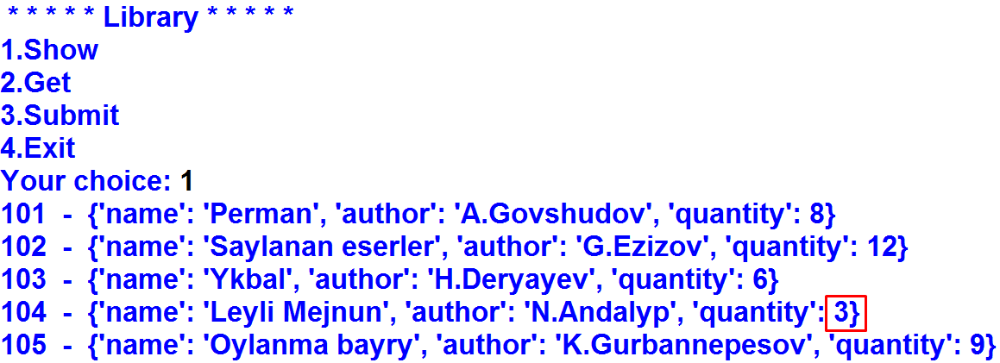 * * * * * Library * * * * *
1.Show
2.Get
3.Submit
4.Exit
Your choice: 1
101  -  {'name': 'Perman', 'author': 'A.Govshudov', 'quantity': 8}
102  -  {'name': 'Saylanan eserler', 'author': 'G.Ezizov', 'quantity': 12}
103  -  {'name': 'Ykbal', 'author': 'H.Deryayev', 'quantity': 6}
104  -  {'name': 'Leyli Mejnun', 'author': 'N.Andalyp', 'quantity': 3}
105  -  {'name': 'Oylanma bayry', 'author': 'K.Gurbannepesov', 'quantity': 9}